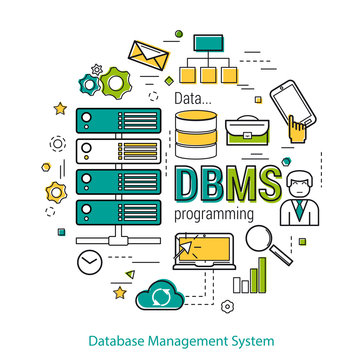 Data...
DBMS
programming
Database Management System